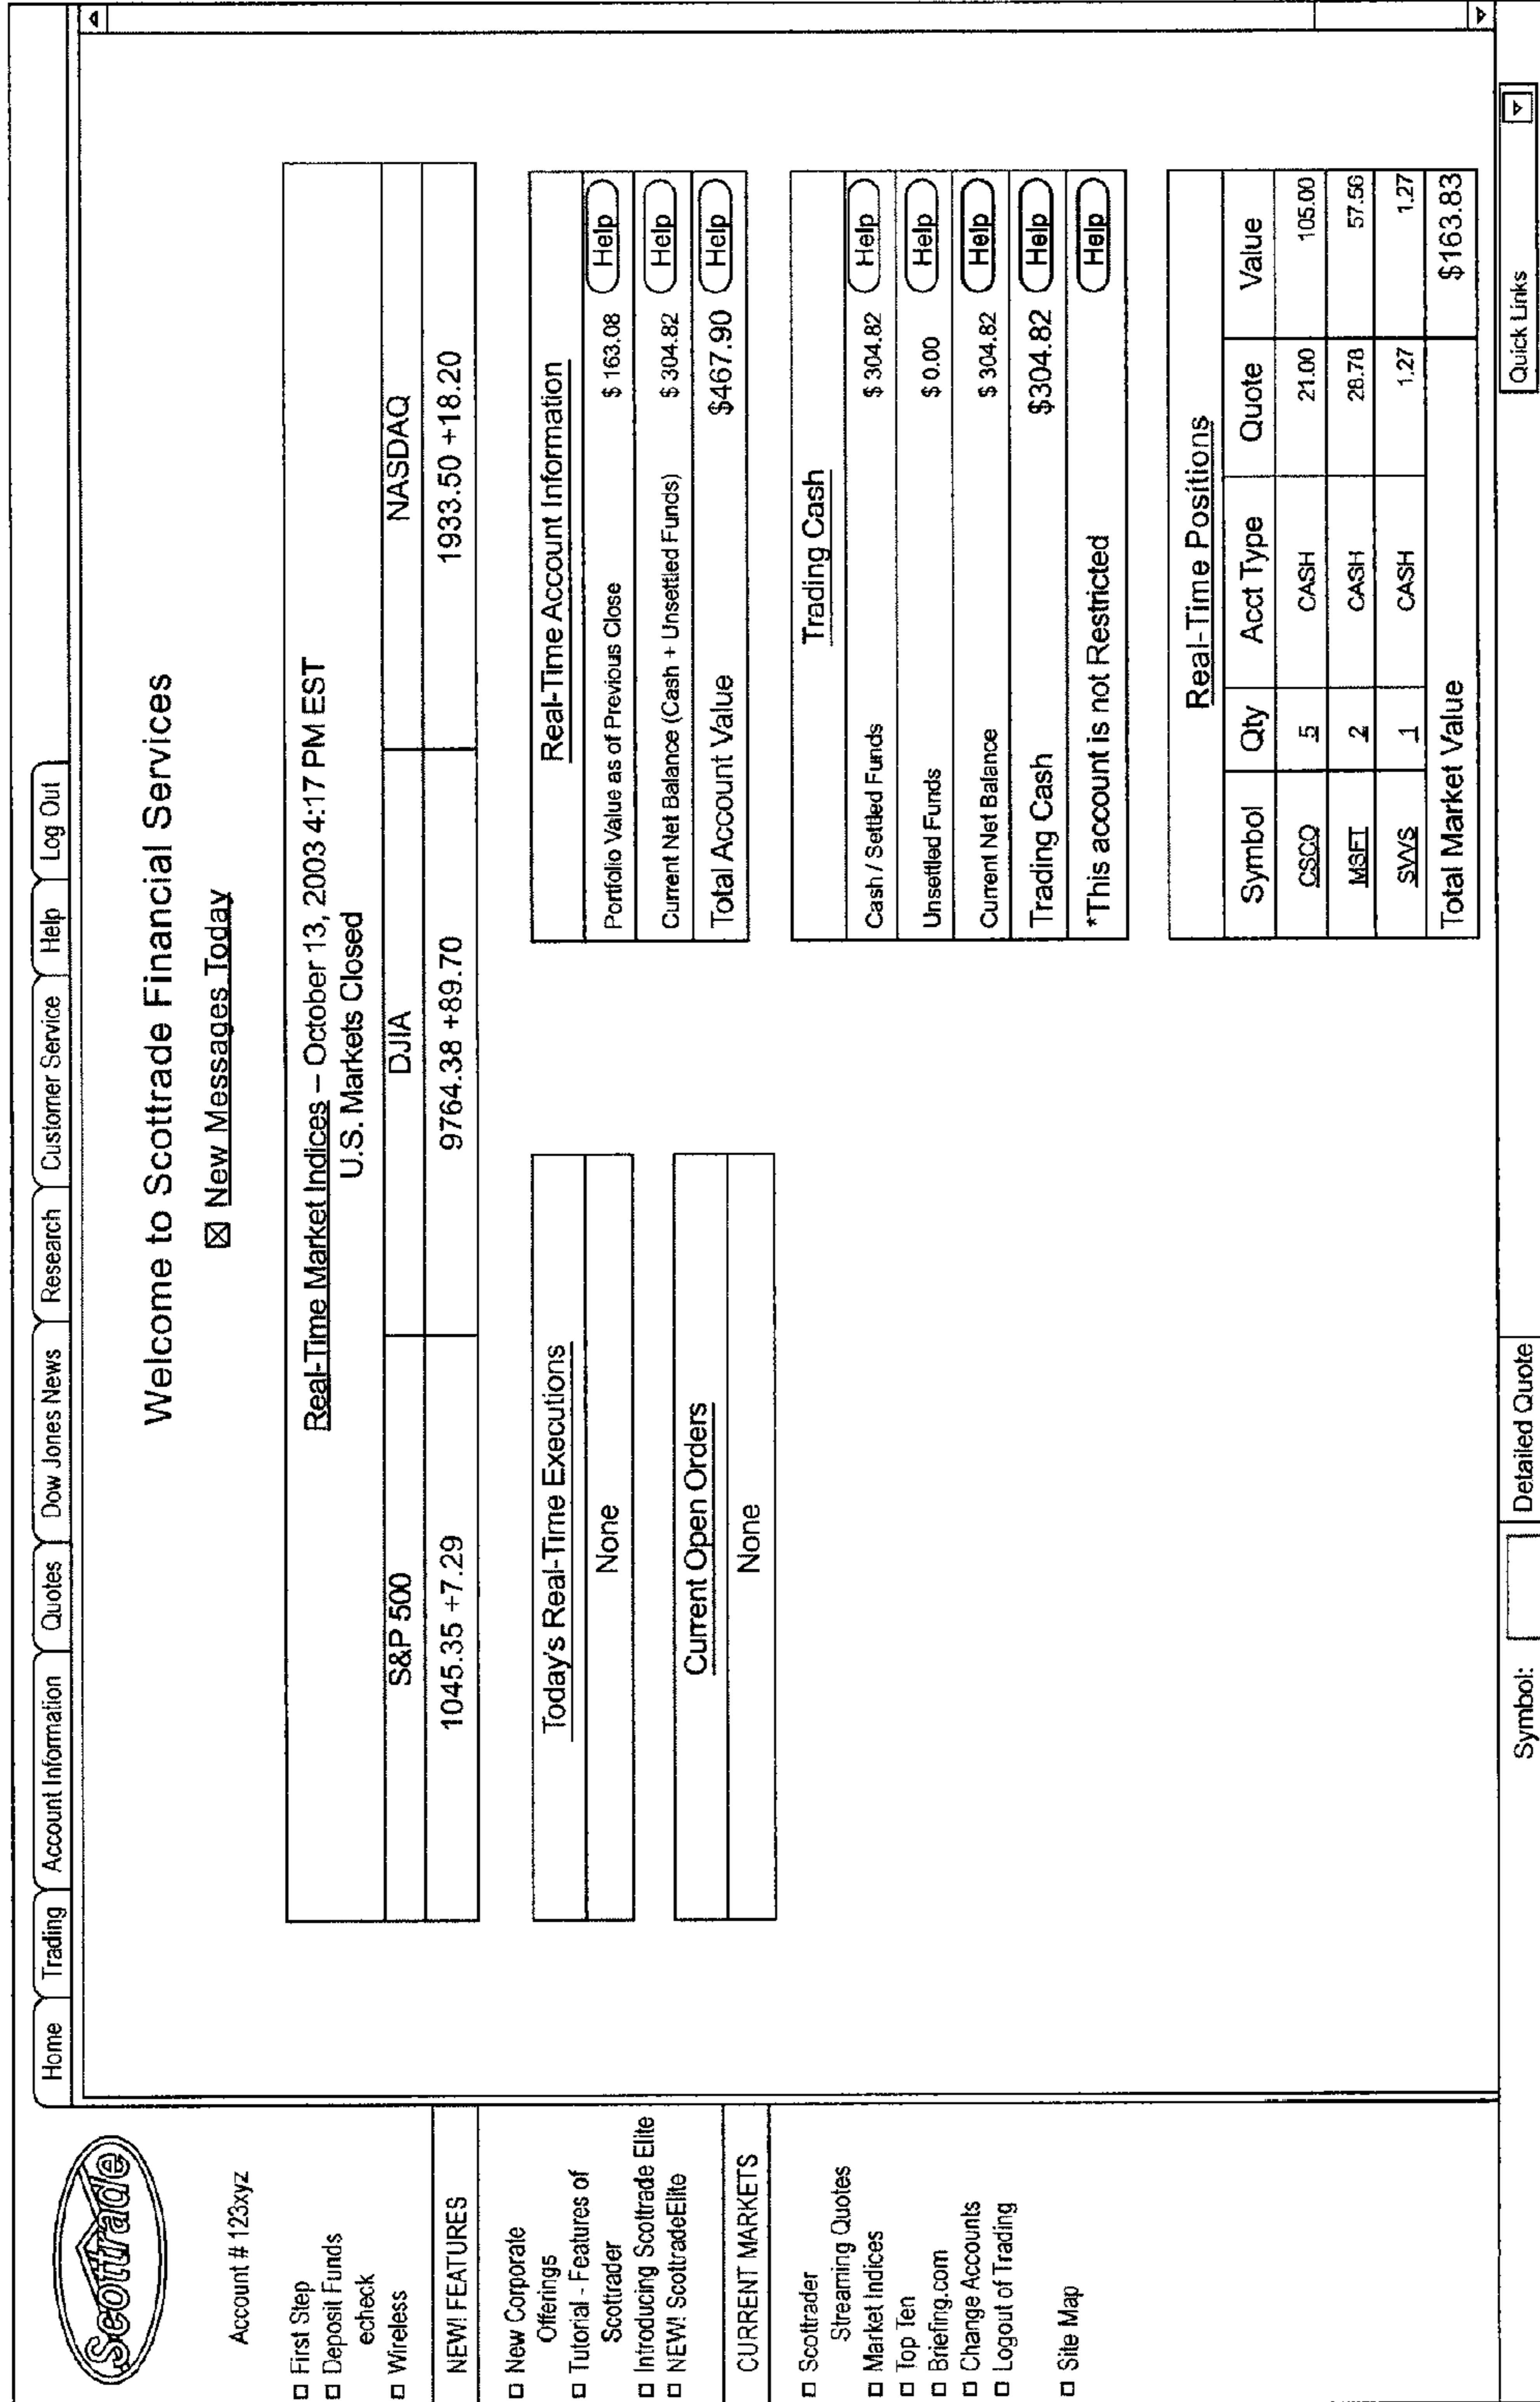 Scottrade
Account # 123xyz
First Step
Deposit Funds
echeck
Wireless
NEW! FEATURES
New Corporate
Offerings
Tutorial - Features of
Scottrader
Introducing Scottrade Elite
NEW! ScottradeElite
CURRENT MARKETS
Scottrader
Streaming Quotes
Market Indices
Top Ten
Briefing.com
Change Accounts
Logout of Trading
Site Map
Home Trading Account Information Quotes Dow Jones News Research Customer Service Help Log Out
Welcome to Scottrade Financial Services
New Messages Today
Real-Time Market Indices – October 13, 2003 4:17 PM EST
U.S. Markets Closed
S&P 500 DJIA NASDAQ
1045.35 +7.29 9764.38 +89.70 1933.50 +18.20
Today's Real-Time Executions
None
Current Open Orders
None
Real-Time Account Information
Portfolio Value as of Previous Close $ 163.08 Help
Current Net Balance (Cash + Unsettled Funds) $ 304.82 Help
Total Account Value $467.90 Help
Trading Cash
Cash / Settled Funds $ 304.82 Help
Unsettled Funds $ 0.00 Help
Current Net Balance $ 304.82 Help
Trading Cash $304.82 Help
*This account is not Restricted Help
Real-Time Positions
Symbol Qty Acct Type Quote Value
CSCO 5 CASH 21.00 105.00
MSFT 2 CASH 28.78 57.56
SVVS 1 CASH 1.27 1.27
Total Market Value $163.83
Symbol: Detailed Quote Quick Links